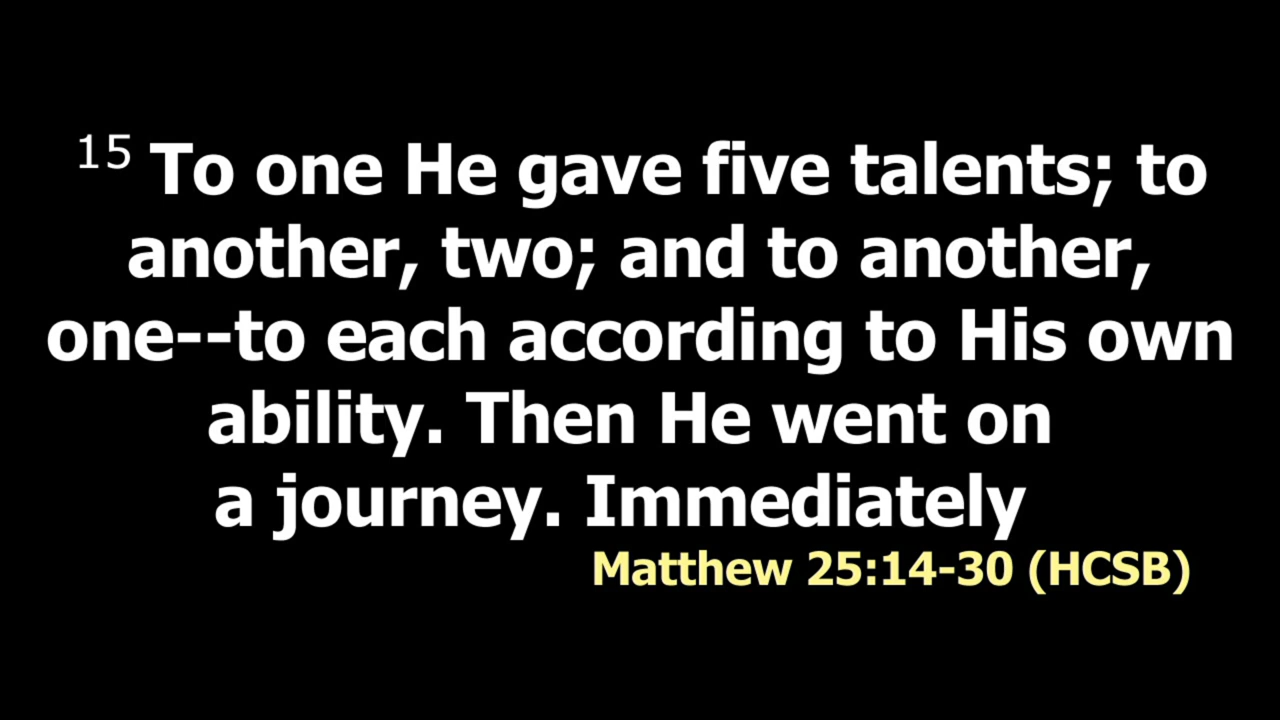 15 To one He gave five talents; to
another, two; and to another,
one--to each according to His own
ability. Then He went on
a journey. Immediately
Matthew 25:14-30 (HCSB)